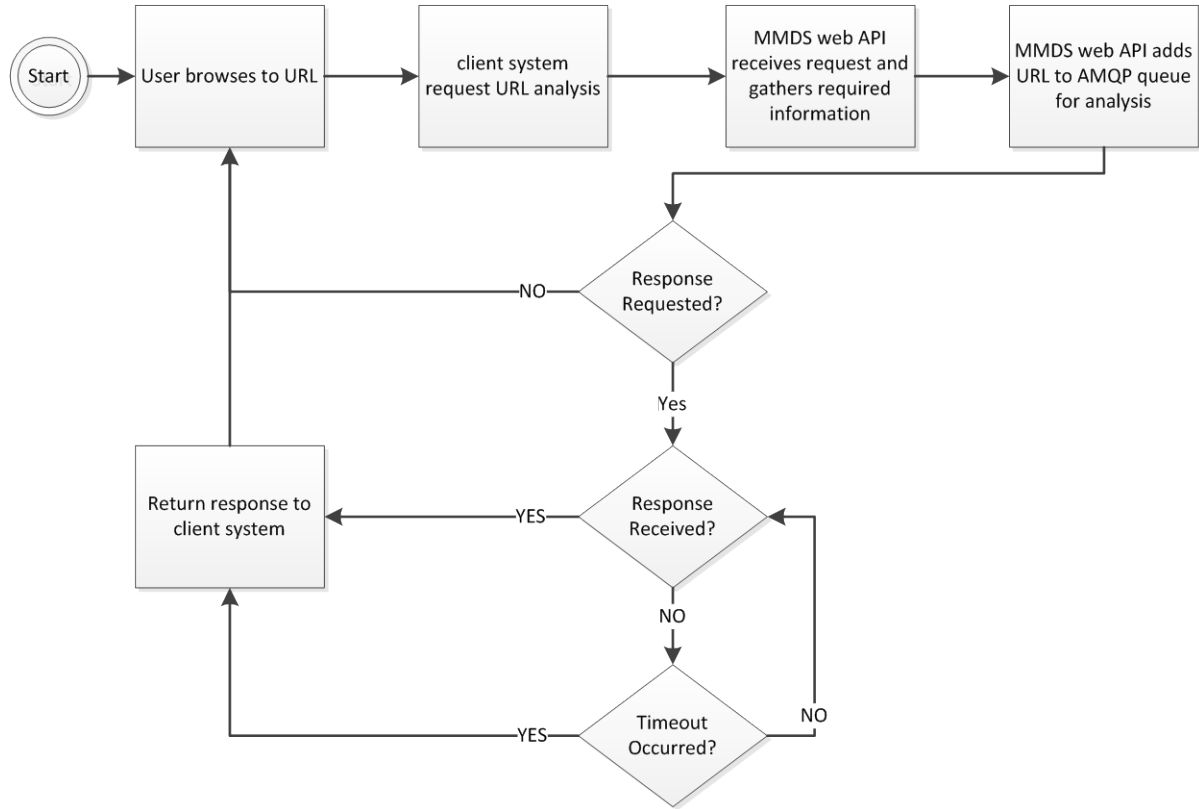 Start
User browses to URL
client system
request URL analysis
MMDS web API
receives request and
gathers required
information
MMDS web API adds
URL to AMQP queue
for analysis
Response
Requested?
NO
Yes
Return response to
client system
YES
Response
Received?
NO
YES
Timeout
Occurred?
NO